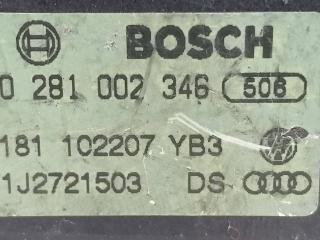 BOSCH
0 281 002 346 506
181 102207 YB3
1J2721503 DS